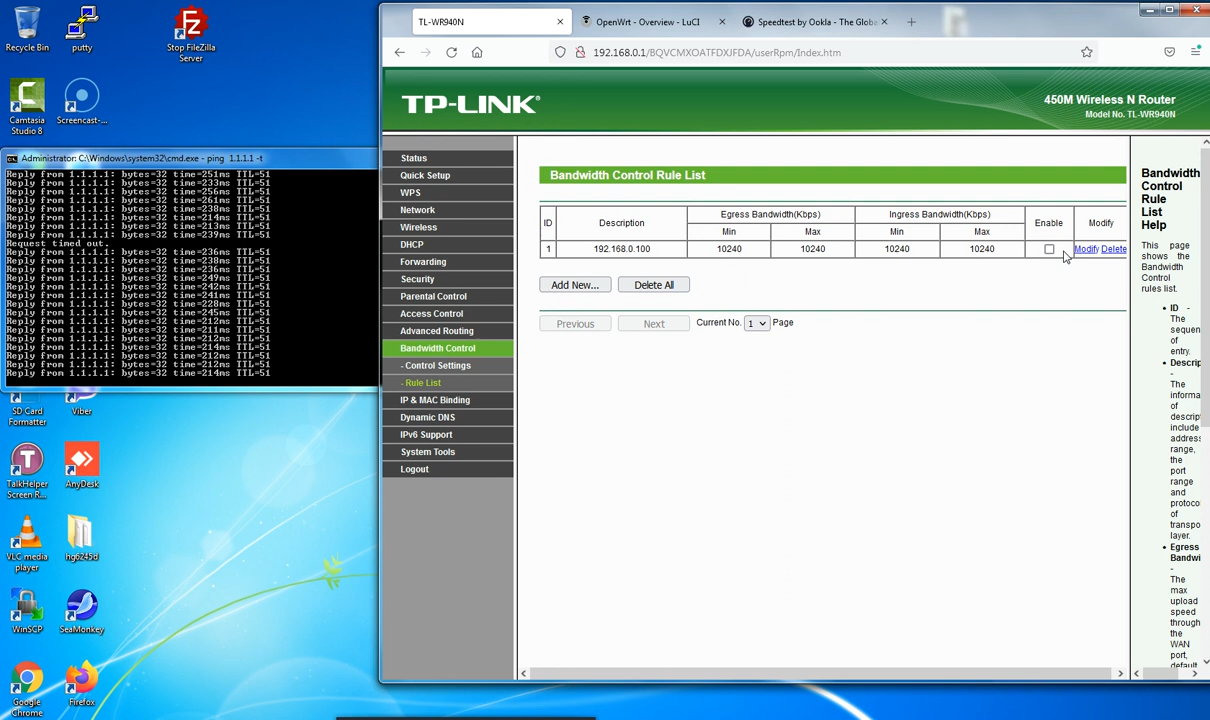 Recycle Bin
putty
Stop FileZilla
Server
Camtasia
Studio 8
Screencast-...
Administrator: C:\Windows\system32\cmd.exe - ping 1.1.1.1 -t
Reply from 1.1.1.1: bytes=32 time=251ms TTL=51
Reply from 1.1.1.1: bytes=32 time=233ms TTL=51
Reply from 1.1.1.1: bytes=32 time=256ms TTL=51
Reply from 1.1.1.1: bytes=32 time=261ms TTL=51
Reply from 1.1.1.1: bytes=32 time=238ms TTL=51
Reply from 1.1.1.1: bytes=32 time=214ms TTL=51
Reply from 1.1.1.1: bytes=32 time=213ms TTL=51
Reply from 1.1.1.1: bytes=32 time=239ms TTL=51
Request timed out.
Reply from 1.1.1.1: bytes=32 time=236ms TTL=51
Reply from 1.1.1.1: bytes=32 time=238ms TTL=51
Reply from 1.1.1.1: bytes=32 time=236ms TTL=51
Reply from 1.1.1.1: bytes=32 time=249ms TTL=51
Reply from 1.1.1.1: bytes=32 time=242ms TTL=51
Reply from 1.1.1.1: bytes=32 time=241ms TTL=51
Reply from 1.1.1.1: bytes=32 time=228ms TTL=51
Reply from 1.1.1.1: bytes=32 time=245ms TTL=51
Reply from 1.1.1.1: bytes=32 time=212ms TTL=51
Reply from 1.1.1.1: bytes=32 time=211ms TTL=51
Reply from 1.1.1.1: bytes=32 time=212ms TTL=51
Reply from 1.1.1.1: bytes=32 time=214ms TTL=51
Reply from 1.1.1.1: bytes=32 time=212ms TTL=51
Reply from 1.1.1.1: bytes=32 time=212ms TTL=51
Reply from 1.1.1.1: bytes=32 time=214ms TTL=51
SD Card
Formatter
Viber
TalkHelper
Screen R...
AnyDesk
VLC media
player
hg6245d
WinSCP
SeaMonkey
Google
Chrome
Firefox
TL-WR940N
OpenWrt - Overview - LuCI
Speedtest by Ookla - The Globa
192.168.0.1/BQVCMXOATFDXJFDA/userRpm/Index.htm
TP-LINK®
450M Wireless N Router
Model No. TL-WR940N
Status
Quick Setup
WPS
Network
Wireless
DHCP
Forwarding
Security
Parental Control
Access Control
Advanced Routing
Bandwidth Control
- Control Settings
- Rule List
IP & MAC Binding
Dynamic DNS
IPv6 Support
System Tools
Logout
Bandwidth Control Rule List
ID Description Egress Bandwidth(Kbps) Ingress Bandwidth(Kbps) Enable Modify
Min Max Min Max
1 192.168.0.100 10240 10240 10240 10240 Modify Delete
Add New... Delete All
Previous Next Current No. 1 Page
Bandwidth
Control
Rule
List
Help
This page
shows the
Bandwidth
Control
rules list.
• ID -
The
sequen
of
entry.
• Descrip
-
The
informa
of
descrip
include
address
range,
the
port
range
and
protoco
of
transpo
layer.
• Egress
Bandwi
-
The
max
upload
speed
through
the
WAN
port,
default